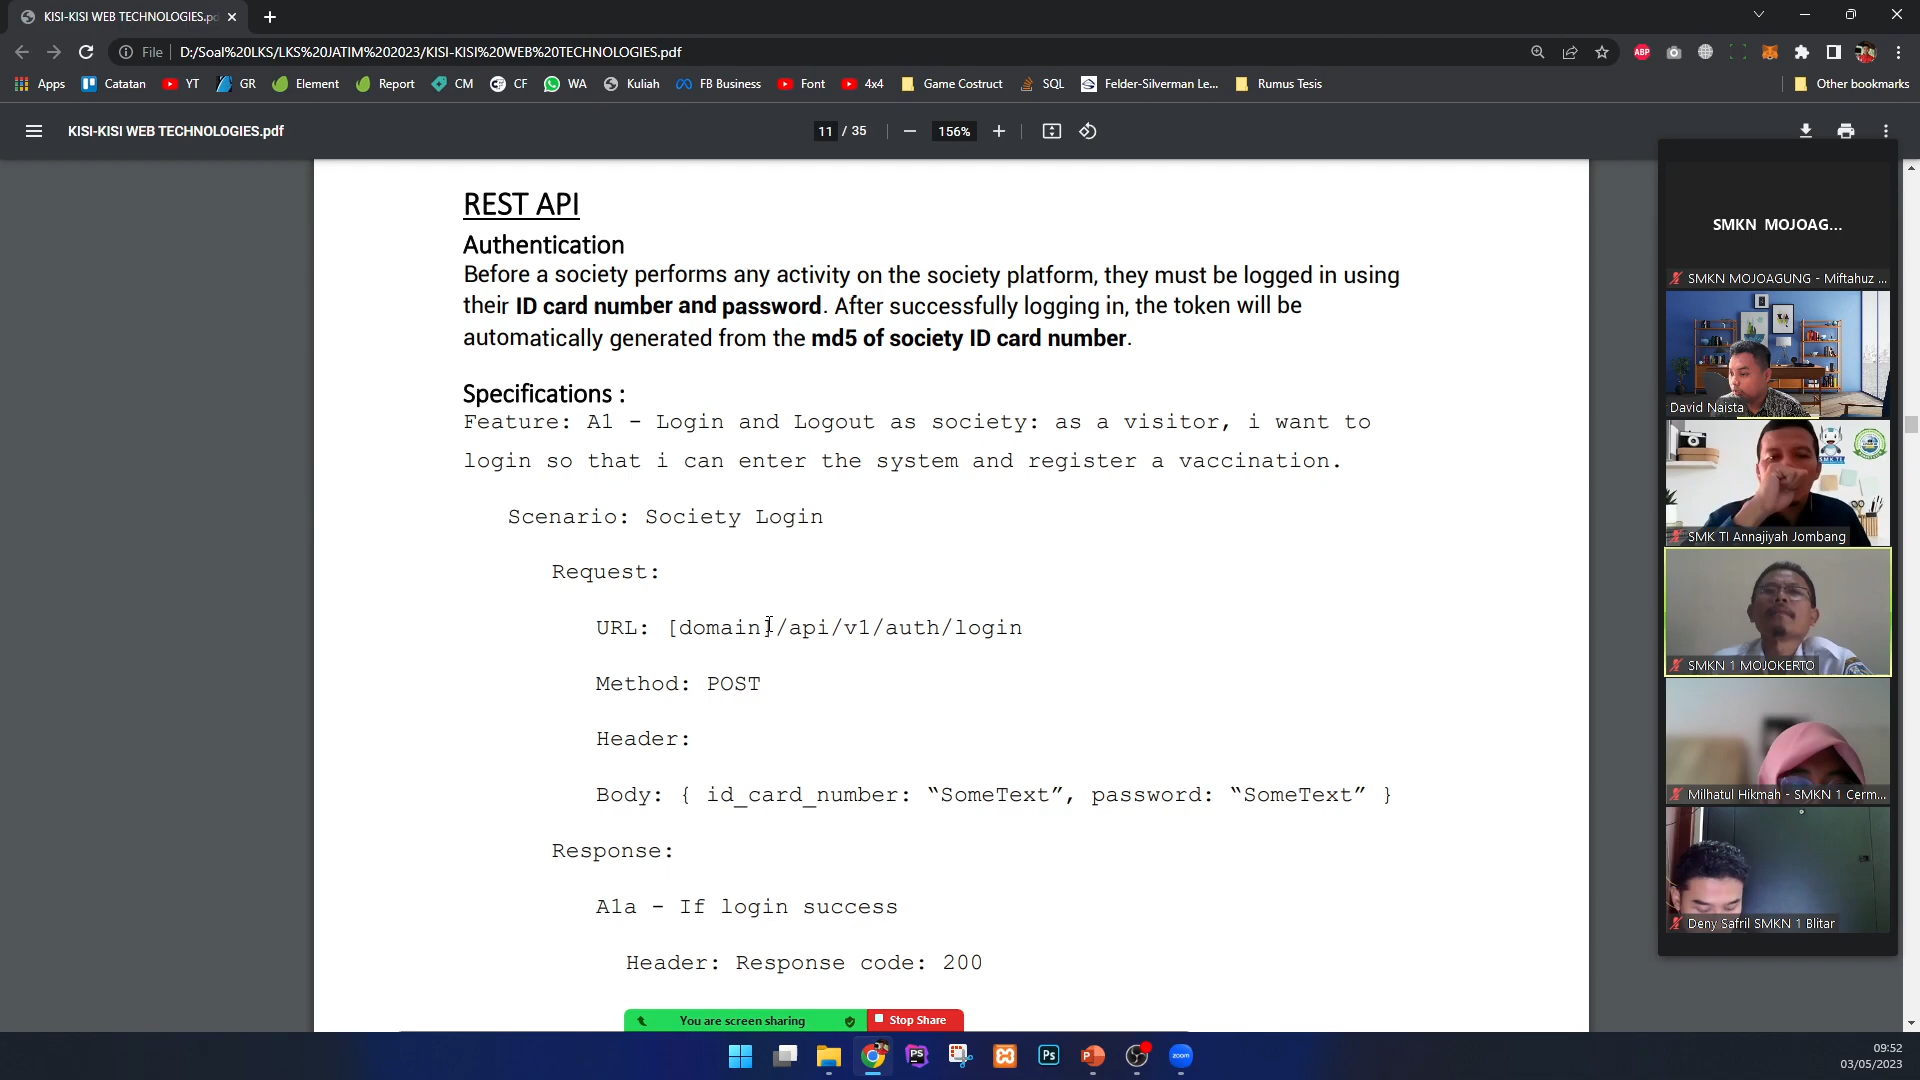 KISI-KISI WEB TECHNOLOGIES.pd
File
D:/Soal%20LKS/LKS%20JATIM%202023/KISI-KISI%20WEB%20TECHNOLOGIES.pdf
ABP
Apps
Catatan
YT
GR
Element
Report
CM
CF
WA
Kuliah
FB Business
Font
4x4
Game Costruct
SQL
Felder-Silverman Le...
Rumus Tesis
Other bookmarks
KISI-KISI WEB TECHNOLOGIES.pdf
11 / 35
156%
REST API
Authentication
Before a society performs any activity on the society platform, they must be logged in using
their ID card number and password. After successfully logging in, the token will be
automatically generated from the md5 of society ID card number.
Specifications :
Feature: A1 - Login and Logout as society: as a visitor, i want to
login so that i can enter the system and register a vaccination.
Scenario: Society Login
Request:
URL: [domain]/api/v1/auth/login
Method: POST
Header:
Body: { id_card_number: “SomeText”, password: “SomeText” }
Response:
A1a - If login success
Header: Response code: 200
SMKN MOJOAG...
SMKN MOJOAGUNG - Miftahuz ...
David Naista
SMK TI
SMK TI Annajiyah Jombang
SMKN 1 MOJOKERTO
Milhatul Hikmah - SMKN 1 Cerm...
Deny Safril SMKN 1 Blitar
You are screen sharing
Stop Share
PS
Ps
P
zoom
09:52
03/05/2023